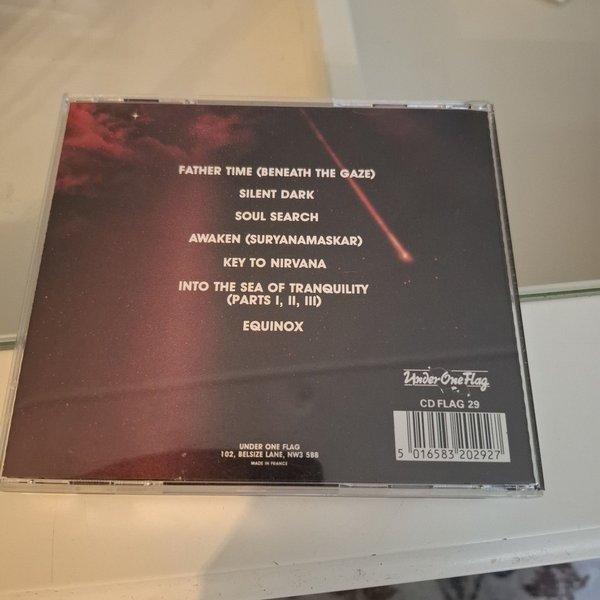 FATHER TIME (BENEATH THE GAZE)
SILENT DARK
SOUL SEARCH
AWAKEN (SURYANAMASKAR)
KEY TO NIRVANA
INTO THE SEA OF TRANQUILITY
(PARTS I, II, III)
EQUINOX
Under One Flag
CD FLAG 29
UNDER ONE FLAG
102, BELSIZE LANE, NW3 5BB
MADE IN FRANCE
5 016583 202927